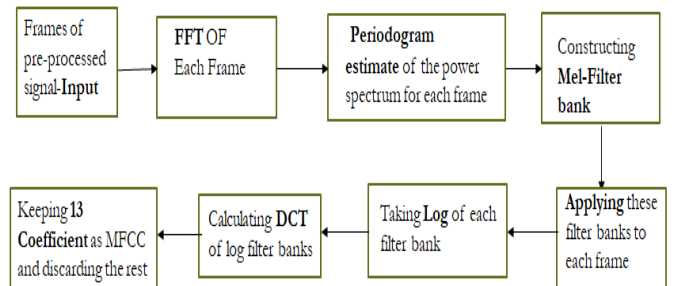 Frames of
pre-processed
signal-Input
FFT OF
Each Frame
Periodogram
estimate of the power
spectrum for each frame
Constructing
Mel-Filter
bank
Applying these
filter banks to
each frame
Taking Log of each
filter bank
Calculating DCT
of log filter banks
Keeping 13
Coefficient as MFCC
and discarding the rest